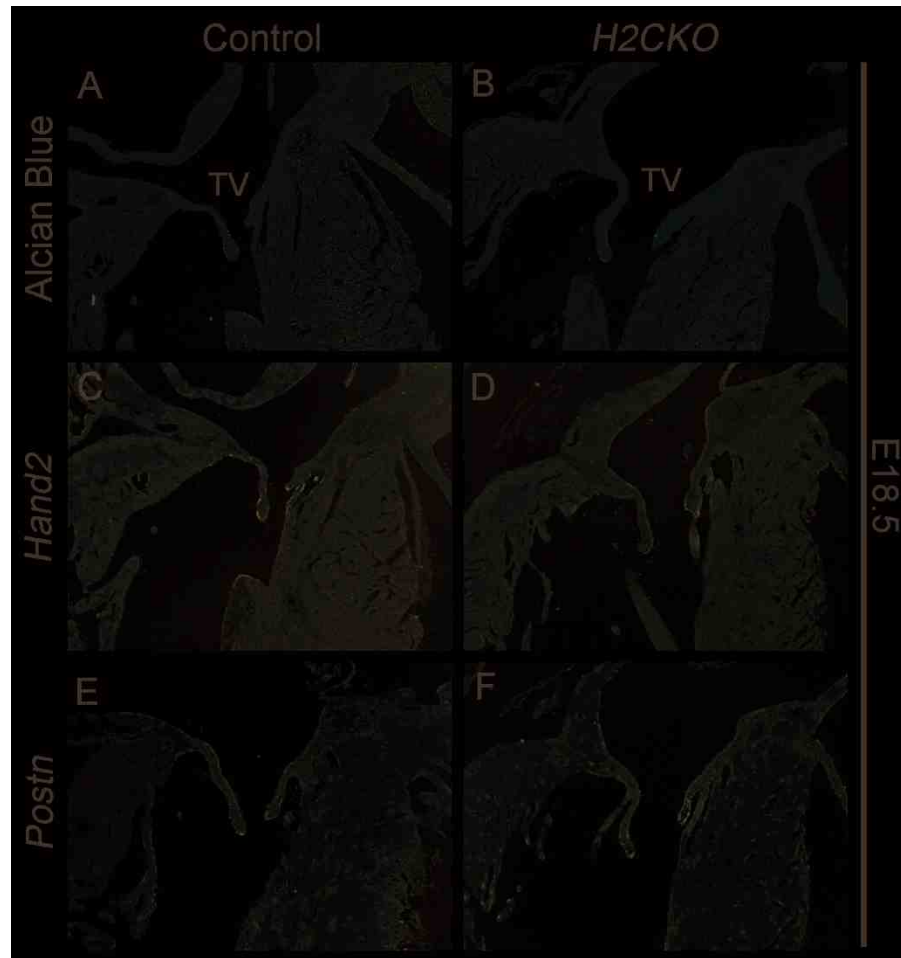 Control H2CKO
A B
Alcian Blue
TV TV
C D
Hand2
E18.5
E F
Postn